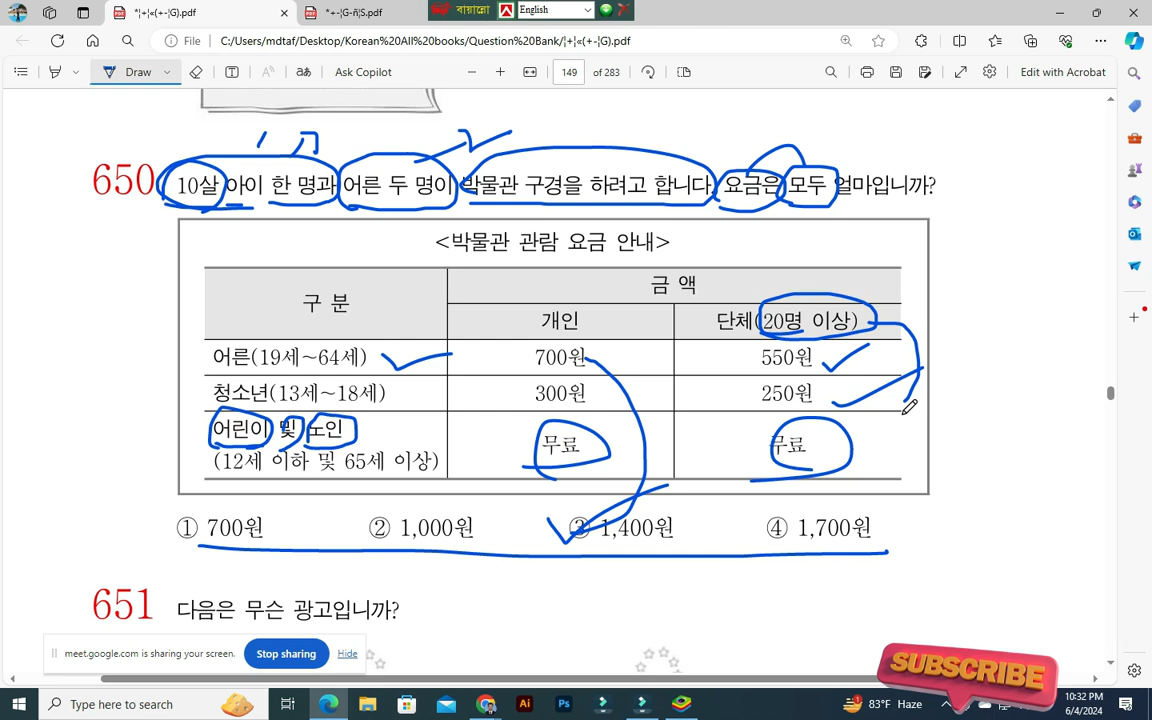 *¦+¦«(+-¦G).pdf
*+-¦G-ñ¦S.pdf
বায়ান্নো
English
File
C:/Users/mdtaf/Desktop/Korean%20All%20books/Question%20Bank/¦+¦«(+-¦G).pdf
Draw
Ask Copilot
149 of 283
Edit with Acrobat
650 10살 아이 한 명과 어른 두 명이 박물관 구경을 하려고 합니다. 요금은 모두 얼마입니까?
<박물관 관람 요금 안내>
구 분
금 액
개인
단체(20명 이상)
어른(19세~64세) 700원 550원
청소년(13세~18세) 300원 250원
어린이 및 노인
(12세 이하 및 65세 이상) 무료 무료
① 700원 ② 1,000원 ③ 1,400원 ④ 1,700원
651 다음은 무슨 광고입니까?
meet.google.com is sharing your screen. Stop sharing Hide
SUBSCRIBE
Type here to search
83°F Haze
10:32 PM
6/4/2024